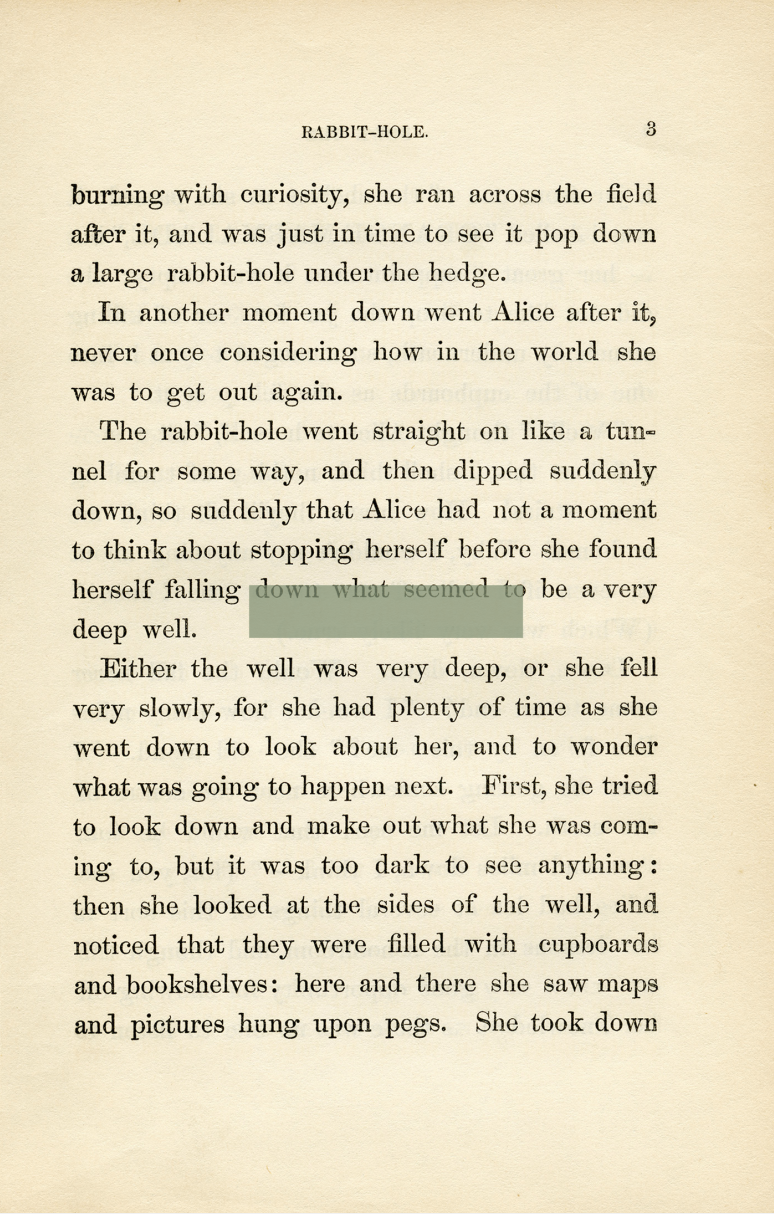 RABBIT-HOLE. 3
burning with curiosity, she ran across the field
after it, and was just in time to see it pop down
a large rabbit-hole under the hedge.
In another moment down went Alice after it,
never once considering how in the world she
was to get out again.
The rabbit-hole went straight on like a tun-
nel for some way, and then dipped suddenly
down, so suddenly that Alice had not a moment
to think about stopping herself before she found
herself falling down what seemed to be a very
deep well.
Either the well was very deep, or she fell
very slowly, for she had plenty of time as she
went down to look about her, and to wonder
what was going to happen next. First, she tried
to look down and make out what she was com-
ing to, but it was too dark to see anything:
then she looked at the sides of the well, and
noticed that they were filled with cupboards
and bookshelves: here and there she saw maps
and pictures hung upon pegs. She took down